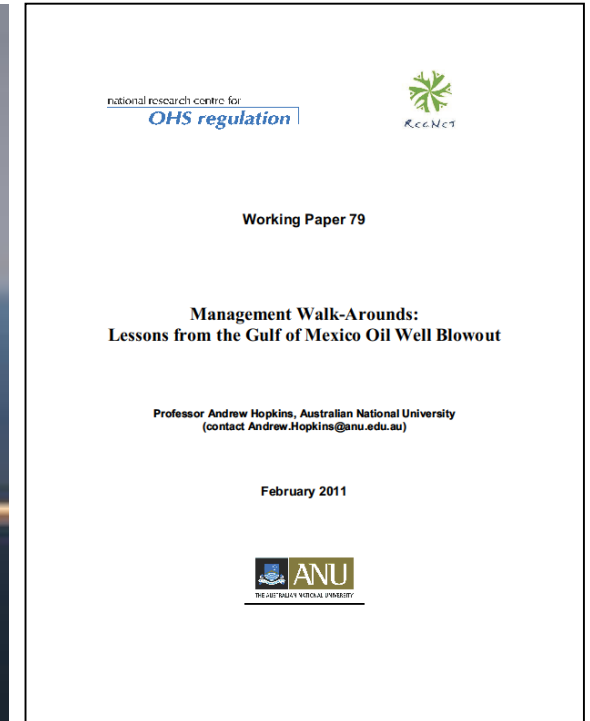 national research centre for
OHS regulation
RegNet
Working Paper 79
Management Walk-Arounds:
Lessons from the Gulf of Mexico Oil Well Blowout
Professor Andrew Hopkins, Australian National University
(contact Andrew.Hopkins@anu.edu.au)
February 2011
ANU
THE AUSTRALIAN NATIONAL UNIVERSITY